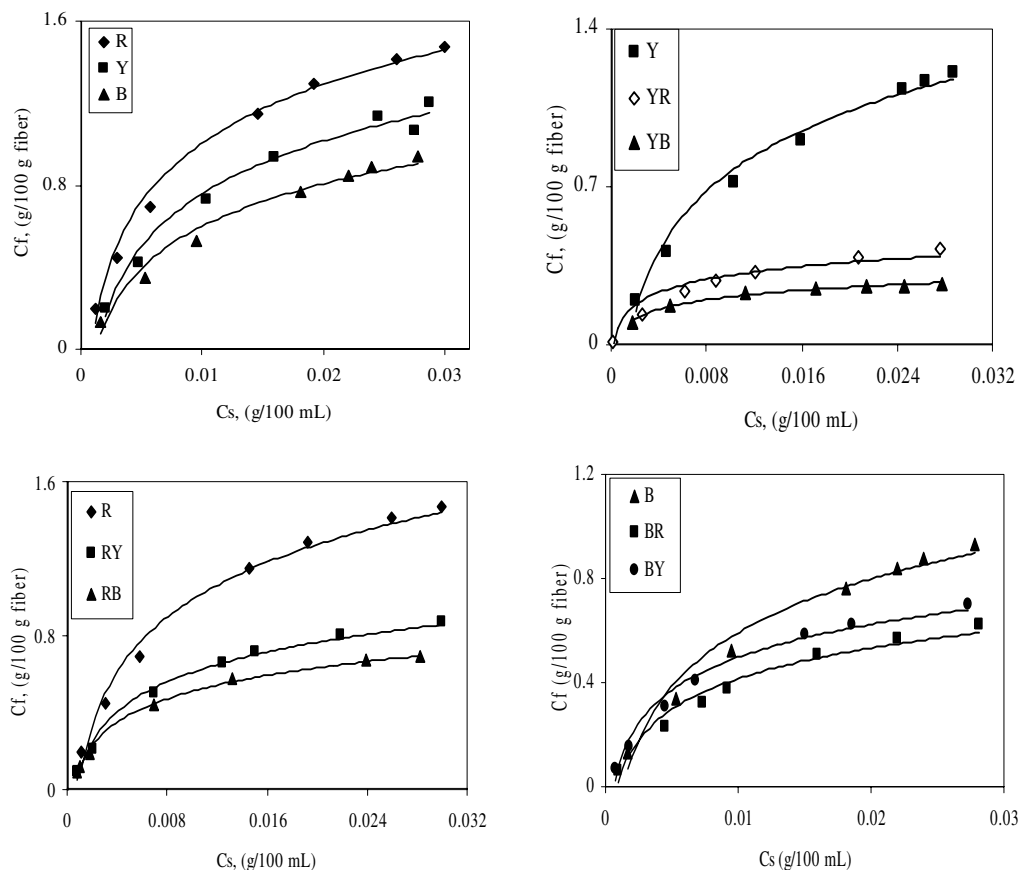 1.6
R
Y
B
0.8
0
0
0.01
0.02
0.03
Cf, (g/100 g fiber)
Cs, (g/100 mL)
1.4
Y
YR
YB
0.7
0
0
0.008
0.016
0.024
0.032
Cf, (g/100 g fiber)
Cs, (g/100 mL)
1.6
R
RY
RB
0.8
0
0
0.008
0.016
0.024
0.032
Cf, (g/100 g fiber)
Cs, (g/100 mL)
1.2
B
BR
BY
0.8
0.4
0
0
0.01
0.02
0.03
Cf (g/100 g fiber)
Cs (g/100 mL)